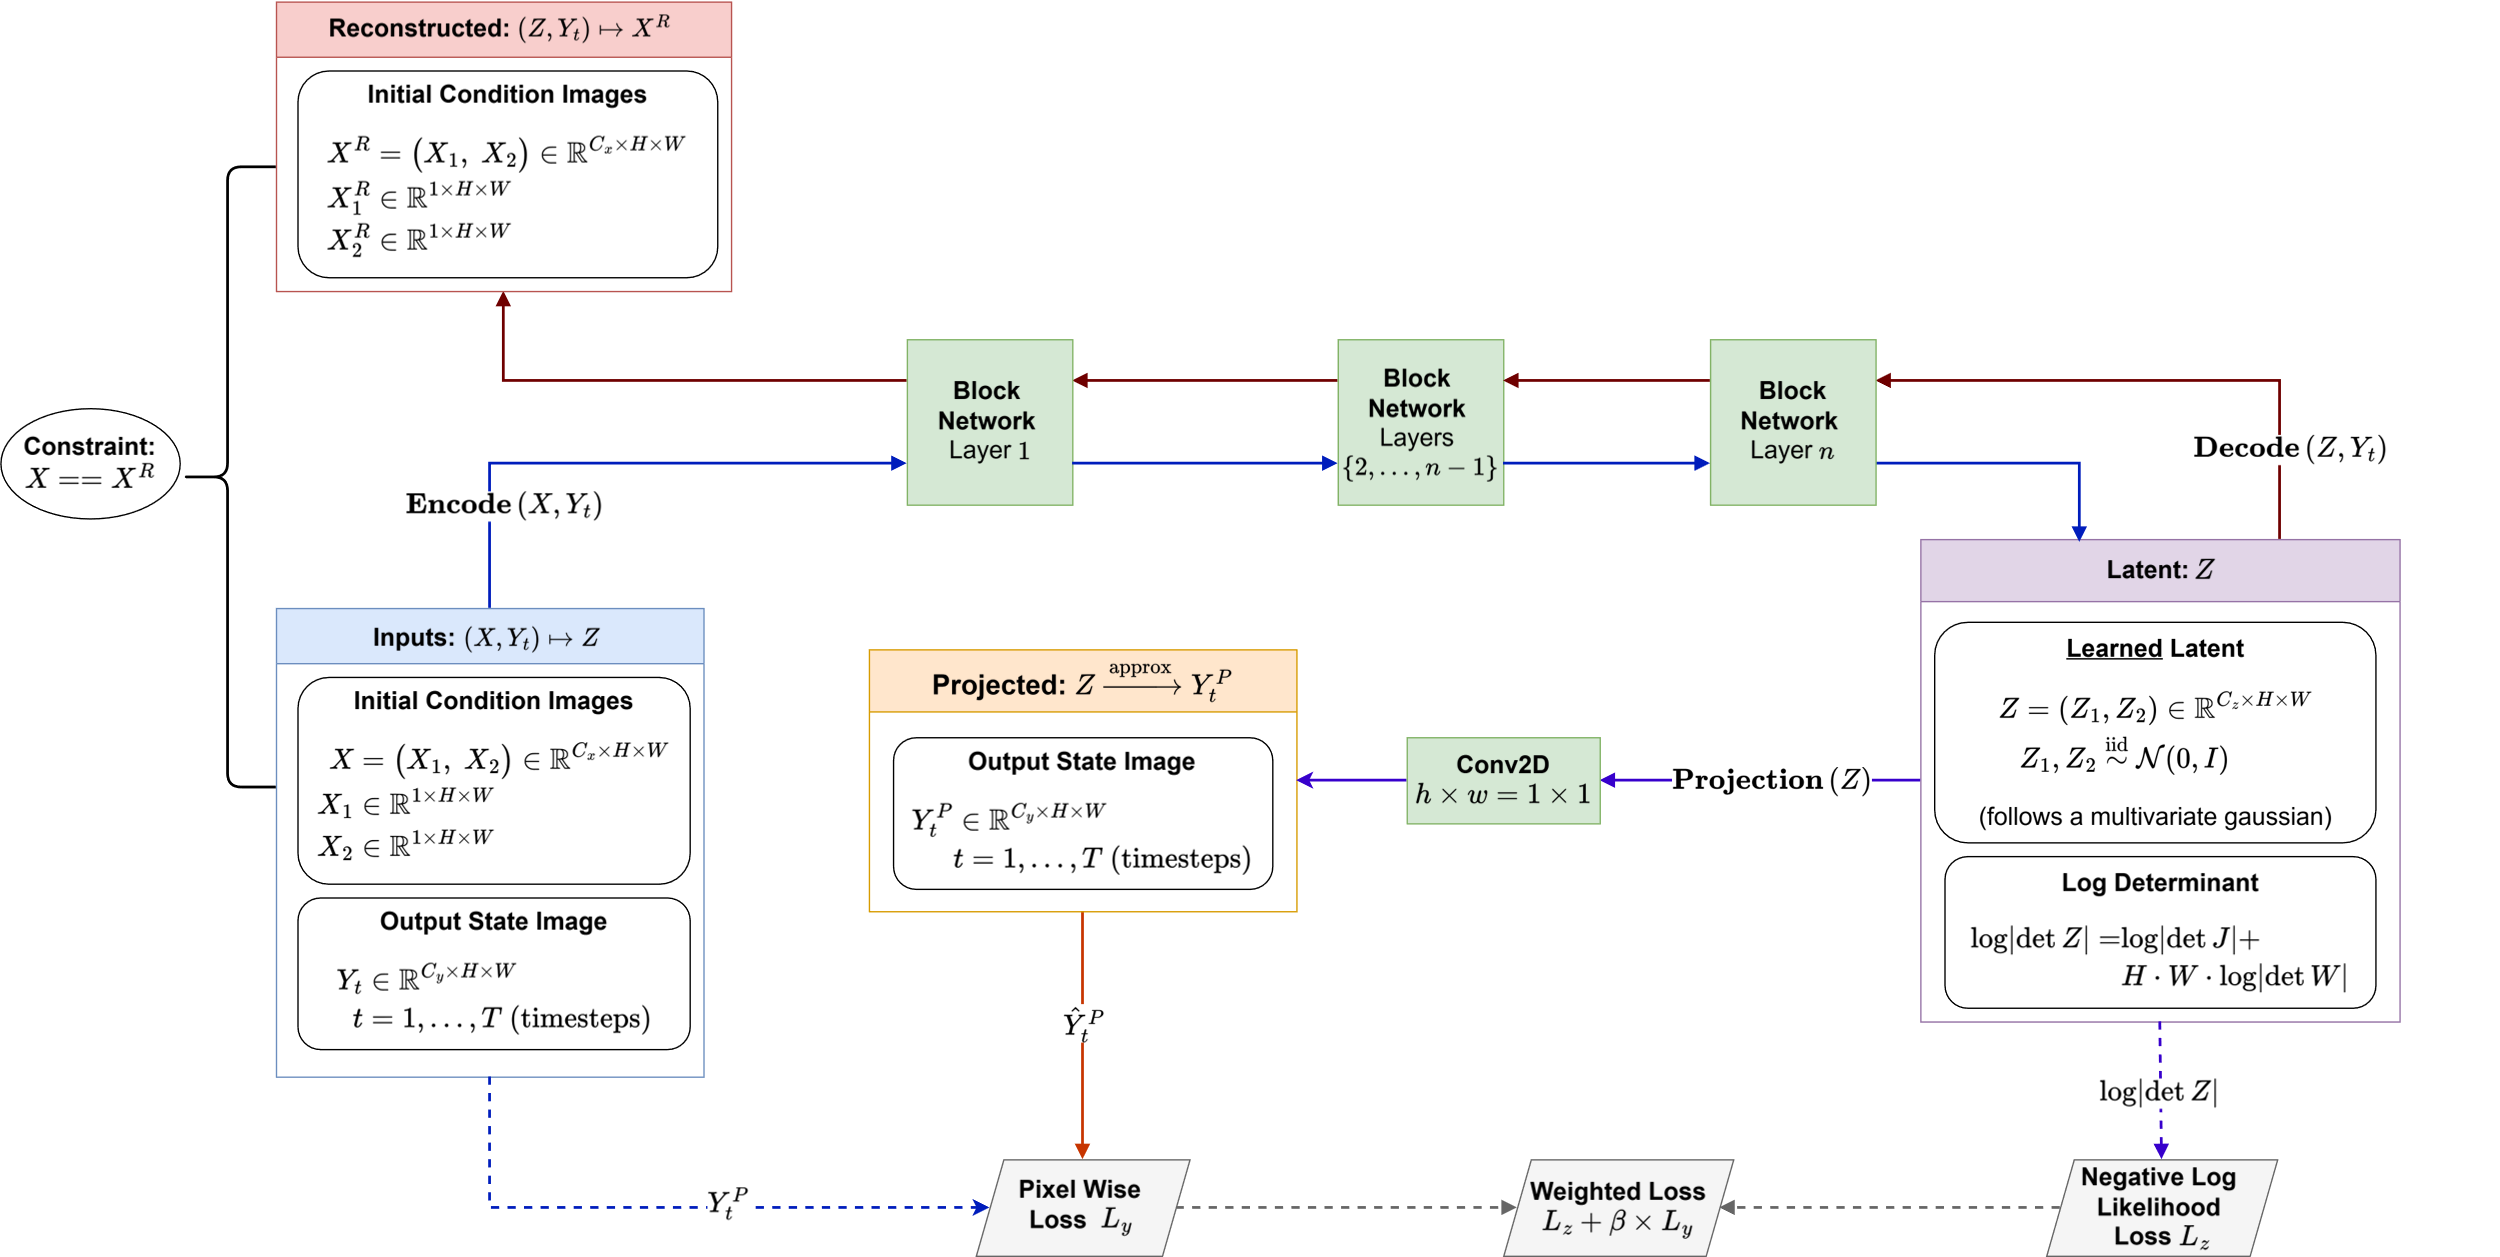 Reconstructed: (Z, Y_t) ↦ X^R
Initial Condition Images
X^R = (X_1, X_2) ∈ ℝ^{C_x×H×W}
X_1^R ∈ ℝ^{1×H×W}
X_2^R ∈ ℝ^{1×H×W}
Constraint:
X == X^R
Encode (X, Y_t)
Block
Network
Layer 1
Block
Network
Layers
{2, . . . , n − 1}
Block
Network
Layer n
Decode (Z, Y_t)
Inputs: (X, Y_t) ↦ Z
Initial Condition Images
X = (X_1, X_2) ∈ ℝ^{C_x×H×W}
X_1 ∈ ℝ^{1×H×W}
X_2 ∈ ℝ^{1×H×W}
Output State Image
Y_t ∈ ℝ^{C_y×H×W}
t = 1, . . . , T (timesteps)
Projected: Z \xrightarrow{approx} Y_t^P
Output State Image
Y_t^P ∈ ℝ^{C_y×H×W}
t = 1, . . . , T (timesteps)
Conv2D
h × w = 1 × 1
Projection (Z)
Latent: Z
Learned Latent
Z = (Z_1, Z_2) ∈ ℝ^{C_z×H×W}
Z_1, Z_2 \overset{iid}{∼} 𝒩(0, I)
(follows a multivariate gaussian)
Log Determinant
log|det Z| =log|det J|+
H · W · log|det W|
Ŷ_t^P
log|det Z|
Y_t^P
Pixel Wise
Loss L_y
Weighted Loss
L_z + β × L_y
Negative Log
Likelihood
Loss L_z